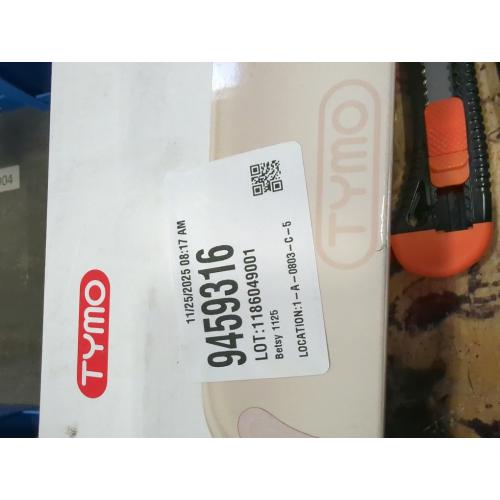 TYMO
TYMO
11/25/2025 08:17 AM
9459316
LOT:1186049001
Betsy 1125
LOCATION:1-A-0803-C-5